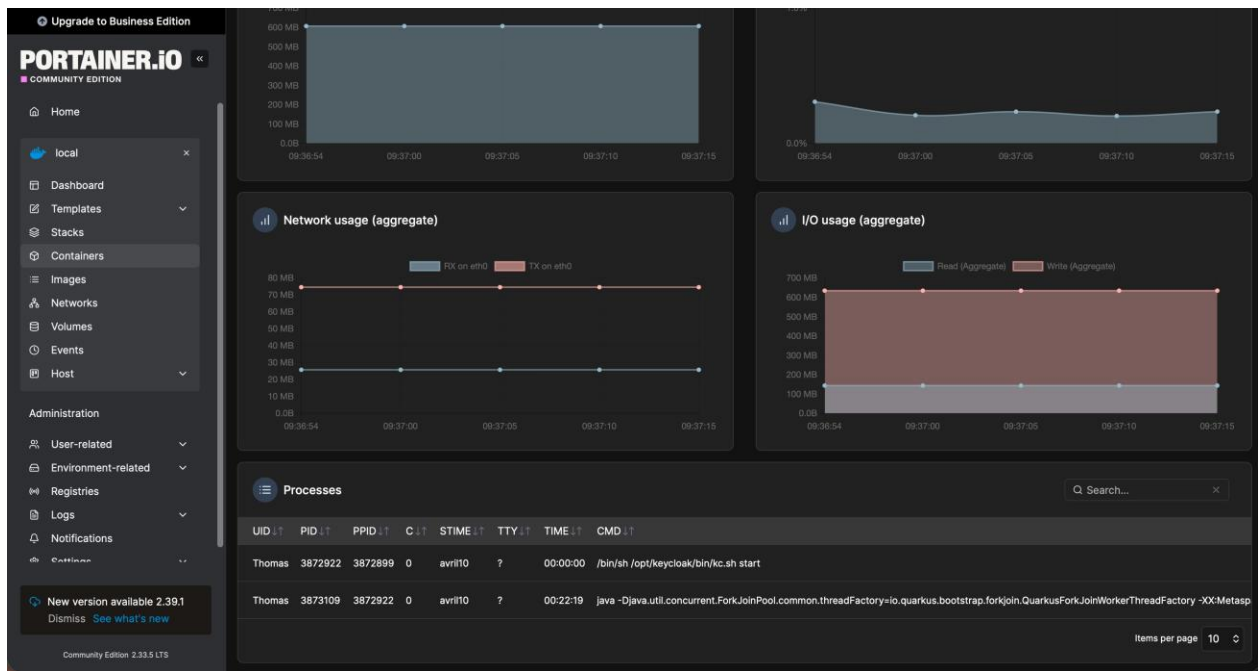 Upgrade to Business Edition
PORTAINER.iO «
COMMUNITY EDITION
Home
local ×
Dashboard
Templates
Stacks
Containers
Images
Networks
Volumes
Events
Host
Administration
User-related
Environment-related
Registries
Logs
Notifications
Settings
New version available 2.39.1
Dismiss See what's new
Community Edition 2.33.5 LTS
600 MB
500 MB
400 MB
300 MB
200 MB
100 MB
0.0B
09:36:54 09:37:00 09:37:05 09:37:10 09:37:15
1.0%
0.0%
09:36:54 09:37:00 09:37:05 09:37:10 09:37:15
Network usage (aggregate)
RX on eth0 TX on eth0
80 MB
70 MB
60 MB
50 MB
40 MB
30 MB
20 MB
10 MB
0.0B
09:36:54 09:37:00 09:37:05 09:37:10 09:37:15
I/O usage (aggregate)
Read (Aggregate) Write (Aggregate)
700 MB
600 MB
500 MB
400 MB
300 MB
200 MB
100 MB
0.0B
09:36:54 09:37:00 09:37:05 09:37:10 09:37:15
Processes
Search... ×
UID↓↑ PID↓↑ PPID↓↑ C↓↑ STIME↓↑ TTY↓↑ TIME↓↑ CMD↓↑
Thomas 3872922 3872899 0 avril10 ? 00:00:00 /bin/sh /opt/keycloak/bin/kc.sh start
Thomas 3873109 3872922 0 avril10 ? 00:22:19 java -Djava.util.concurrent.ForkJoinPool.common.threadFactory=io.quarkus.bootstrap.forkjoin.QuarkusForkJoinWorkerThreadFactory -XX:Metasp
Items per page 10